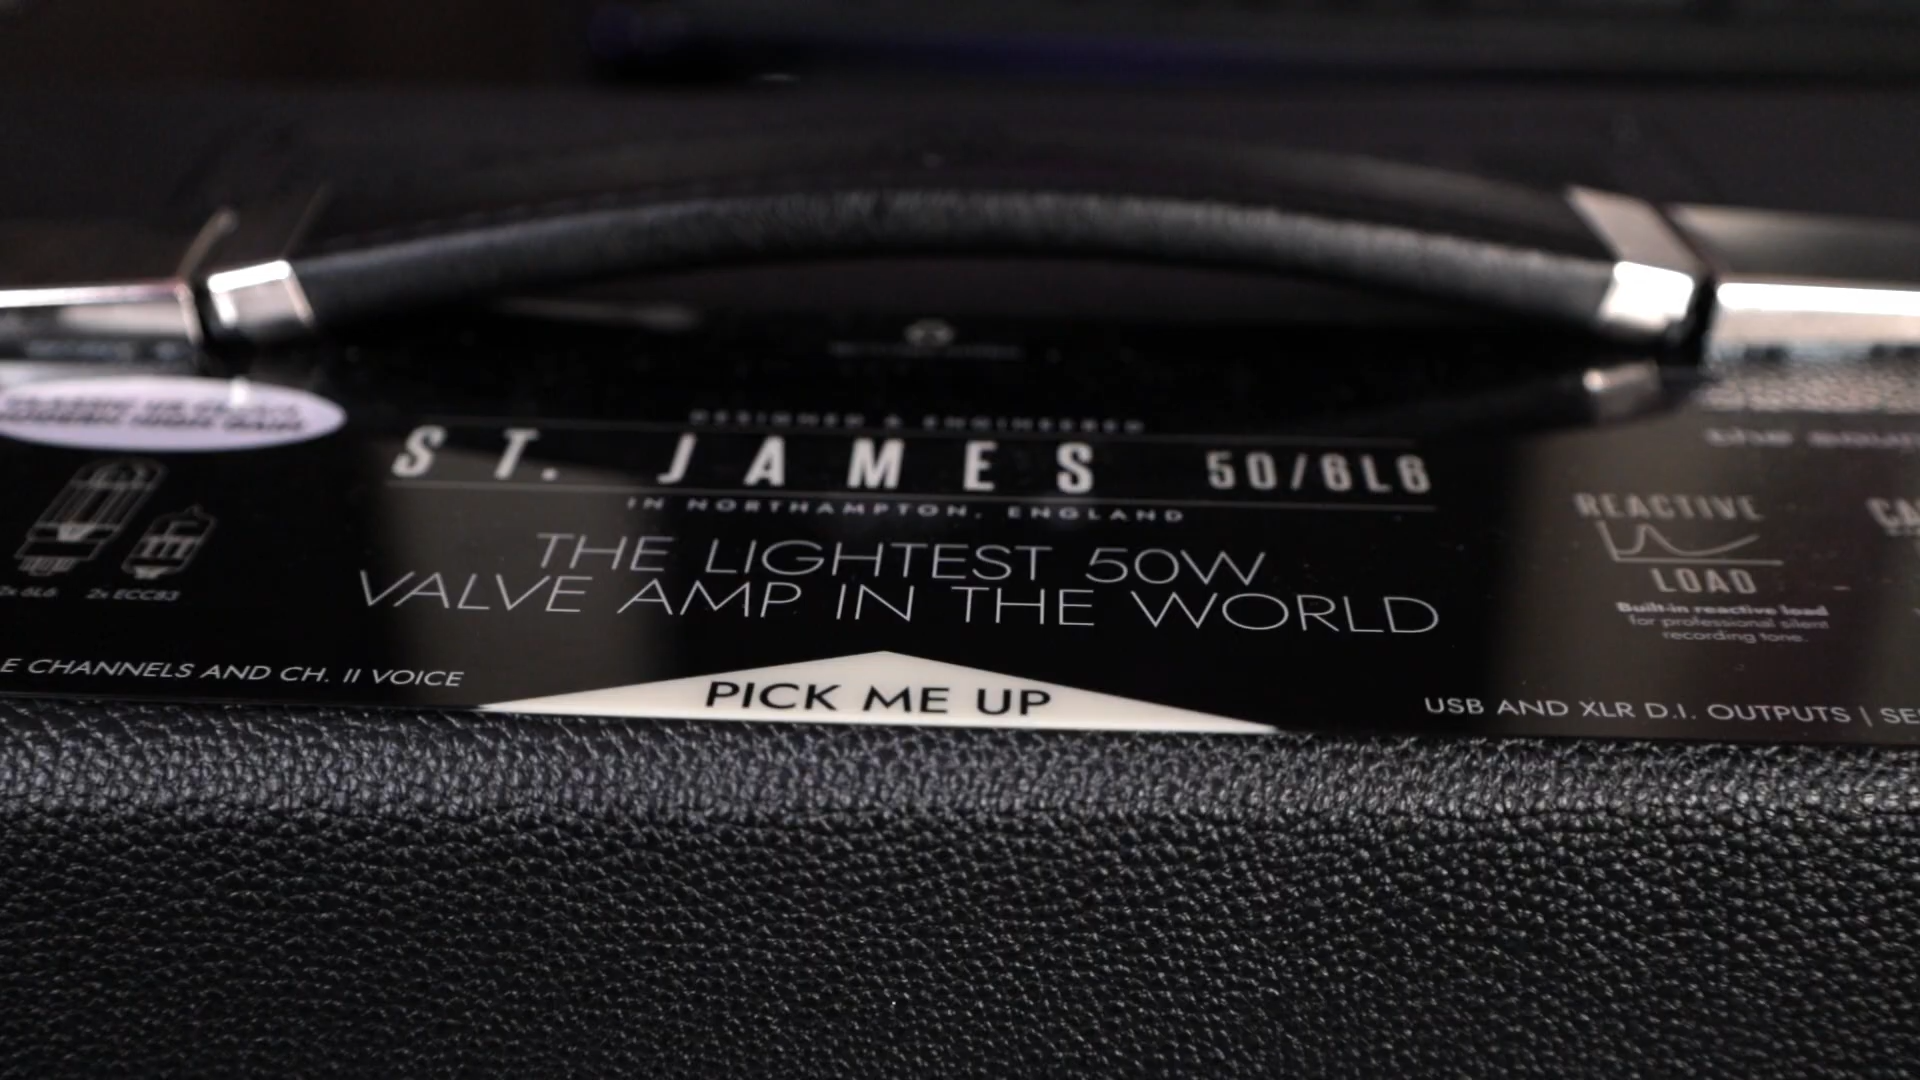 DESIGNED & ENGINEERED
ST. JAMES 50/6L6
IN NORTHAMPTON, ENGLAND
THE LIGHTEST 50W
VALVE AMP IN THE WORLD
2x 6L6 2x ECC83
REACTIVE
LOAD
Built-in reactive load
for professional silent
recording tone.
E CHANNELS AND CH. II VOICE
PICK ME UP
USB AND XLR D.I. OUTPUTS |